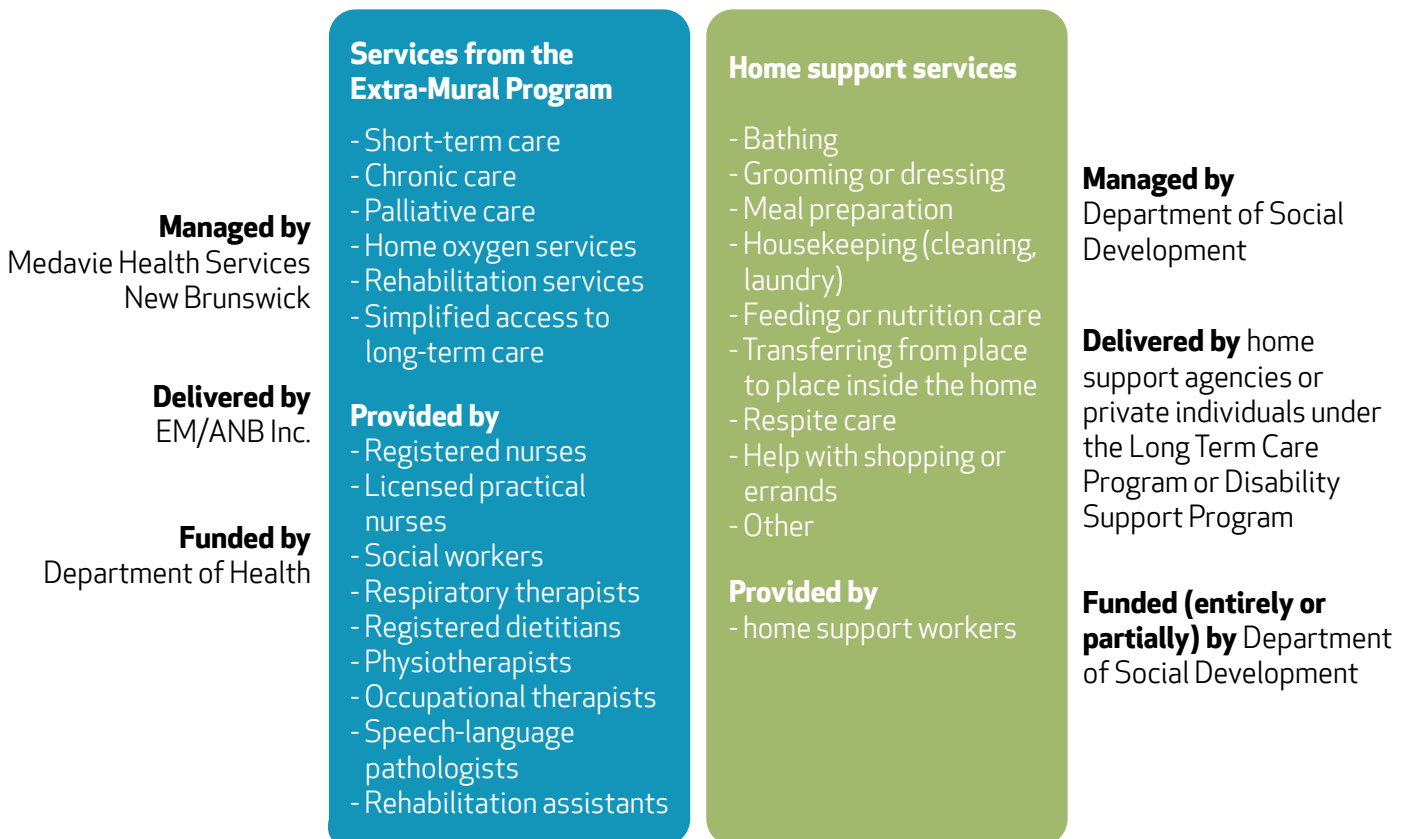 Managed by
Medavie Health Services
New Brunswick
Delivered by
EM/ANB Inc.
Funded by
Department of Health
Services from the
Extra-Mural Program
- Short-term care
- Chronic care
- Palliative care
- Home oxygen services
- Rehabilitation services
- Simplified access to
long-term care
Provided by
- Registered nurses
- Licensed practical
nurses
- Social workers
- Respiratory therapists
- Registered dietitians
- Physiotherapists
- Occupational therapists
- Speech-language
pathologists
- Rehabilitation assistants
Home support services
- Bathing
- Grooming or dressing
- Meal preparation
- Housekeeping (cleaning,
laundry)
- Feeding or nutrition care
- Transferring from place
to place inside the home
- Respite care
- Help with shopping or
errands
- Other
Provided by
- home support workers
Managed by
Department of Social
Development
Delivered by home
support agencies or
private individuals under
the Long Term Care
Program or Disability
Support Program
Funded (entirely or
partially) by Department
of Social Development